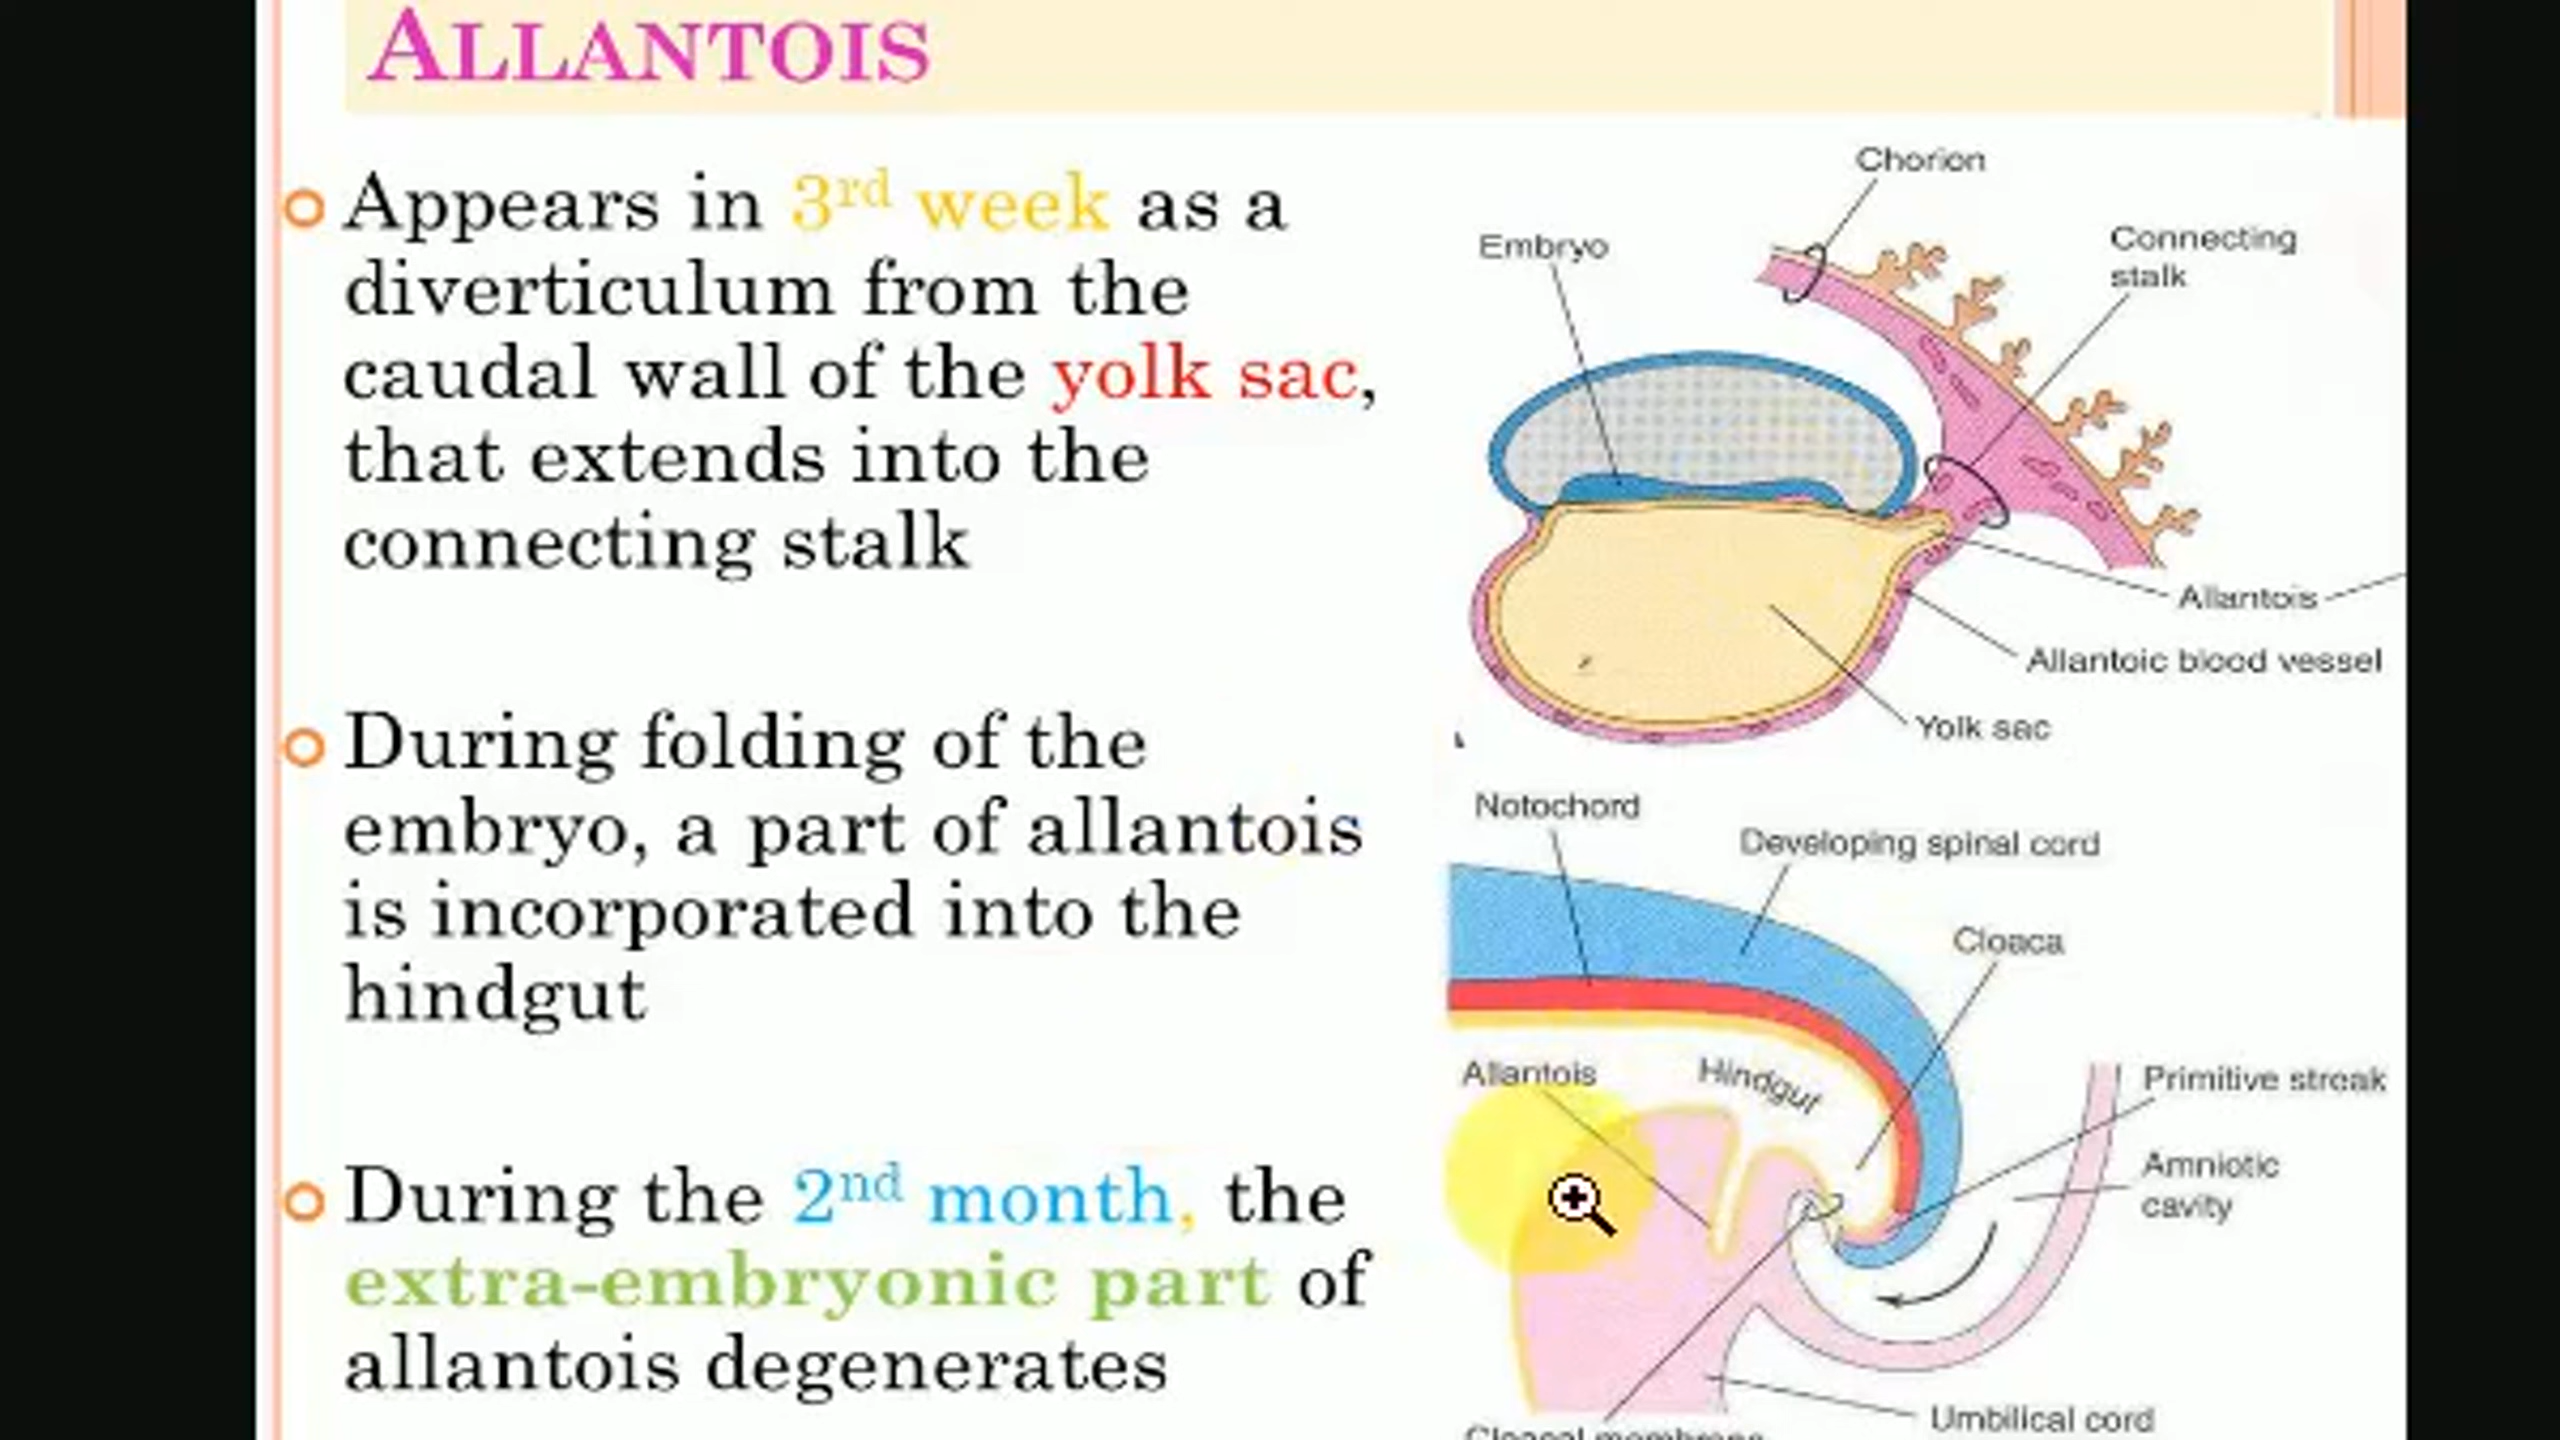 ALLANTOIS
Appears in 3rd week as a
diverticulum from the
caudal wall of the yolk sac,
that extends into the
connecting stalk
During folding of the
embryo, a part of allantois
is incorporated into the
hindgut
During the 2nd month, the
extra-embryonic part of
allantois degenerates
Chorion
Connecting
stalk
Embryo
Allantois
Allantoic blood vessel
Yolk sac
Notochord
Developing spinal cord
Cloaca
Allantois
Hindgut
Primitive streak
Amniotic
cavity
Umbilical cord
Cloacal membrane